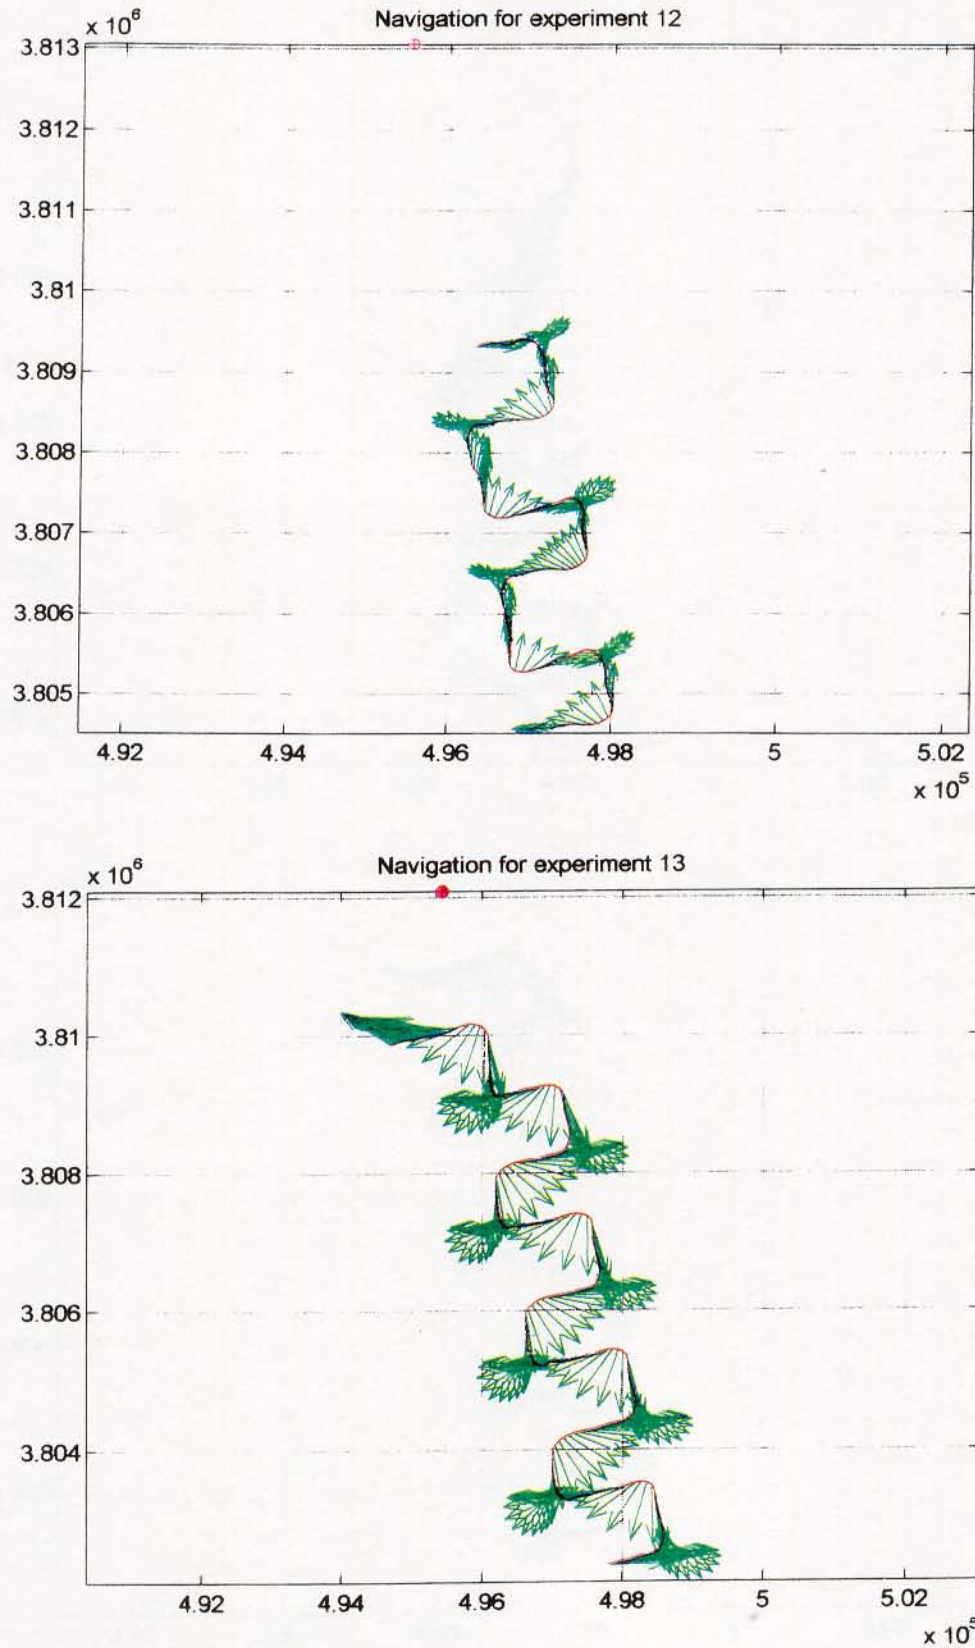 Navigation for experiment 12
x 10^6
3.813
3.812
3.811
3.81
3.809
3.808
3.807
3.806
3.805
4.92 4.94 4.96 4.98 5 5.02
x 10^5
Navigation for experiment 13
x 10^6
3.812
3.81
3.808
3.806
3.804
4.92 4.94 4.96 4.98 5 5.02
x 10^5